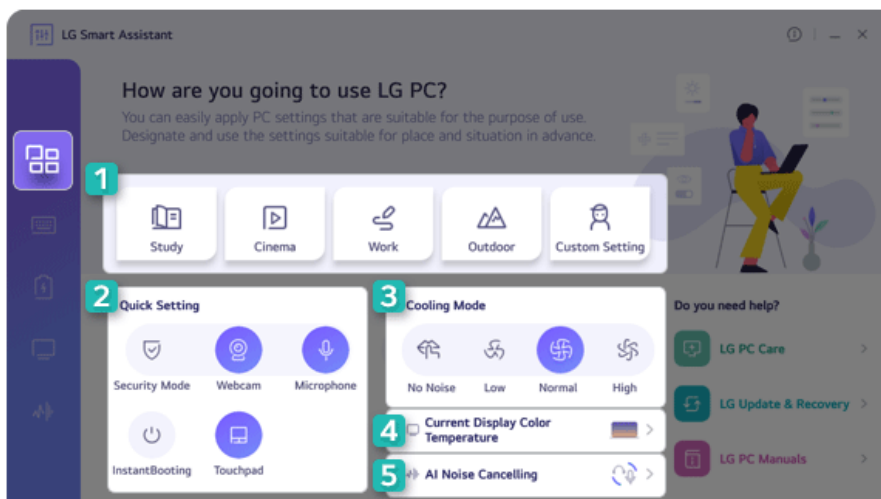 LG Smart Assistant
How are you going to use LG PC?
You can easily apply PC settings that are suitable for the purpose of use.
Designate and use the settings suitable for place and situation in advance.
1
Study
Cinema
Work
Outdoor
Custom Setting
2
Quick Setting
Security Mode
Webcam
Microphone
InstantBooting
Touchpad
3
Cooling Mode
No Noise
Low
Normal
High
4
Current Display Color
Temperature
5
AI Noise Cancelling
Do you need help?
LG PC Care
LG Update & Recovery
LG PC Manuals